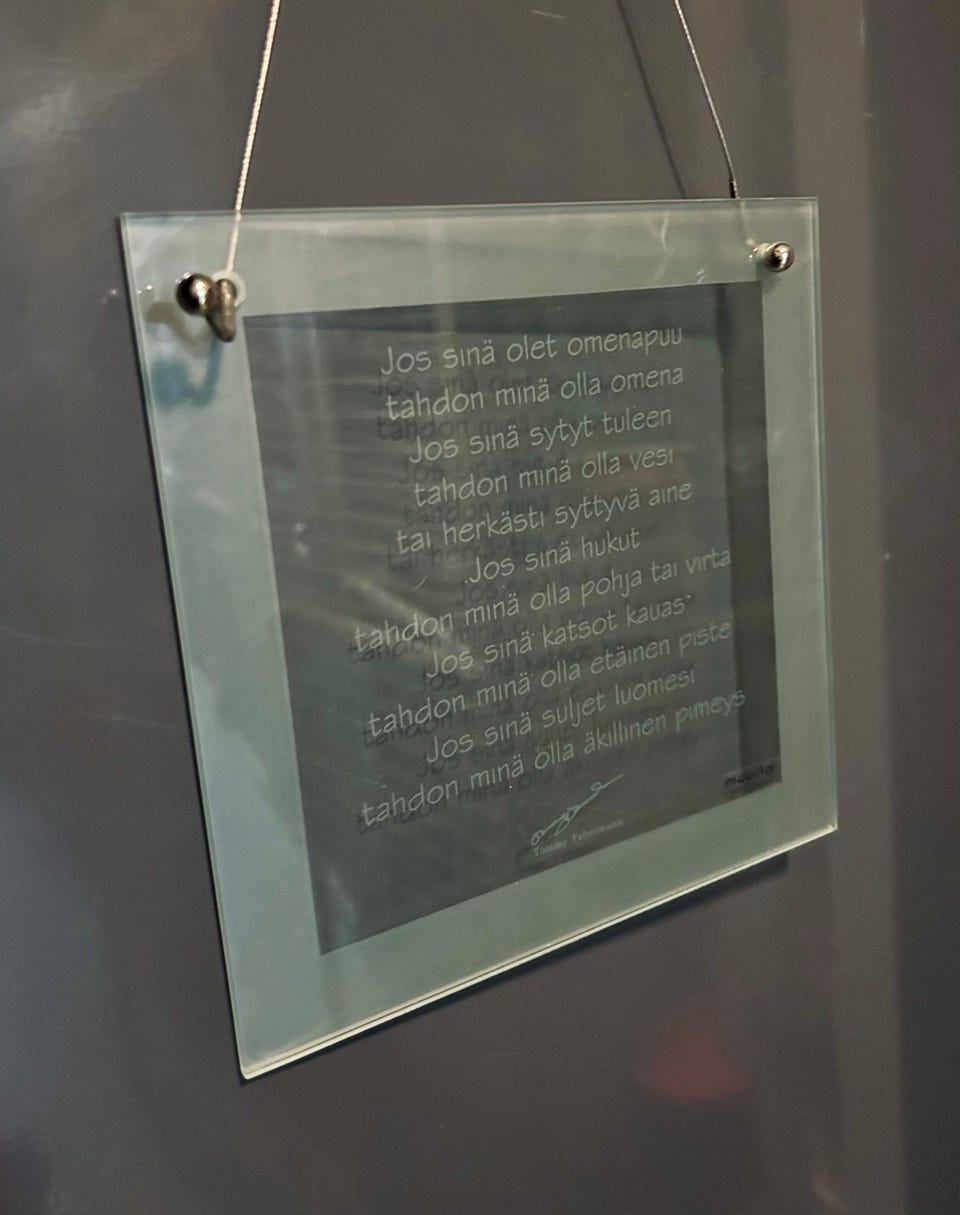 Jos sinä olet omenapuu
tahdon minä olla omena
Jos sinä sytyt tuleen
tahdon minä olla vesi
tai herkästi syttyvä aine
Jos sinä hukut
tahdon minä olla pohja tai virta
Jos sinä katsot kauas
tahdon minä olla etäinen piste
Jos sinä suljet luomesi
tahdon minä olla äkillinen pimeys
Tommy Tabermann
muurla